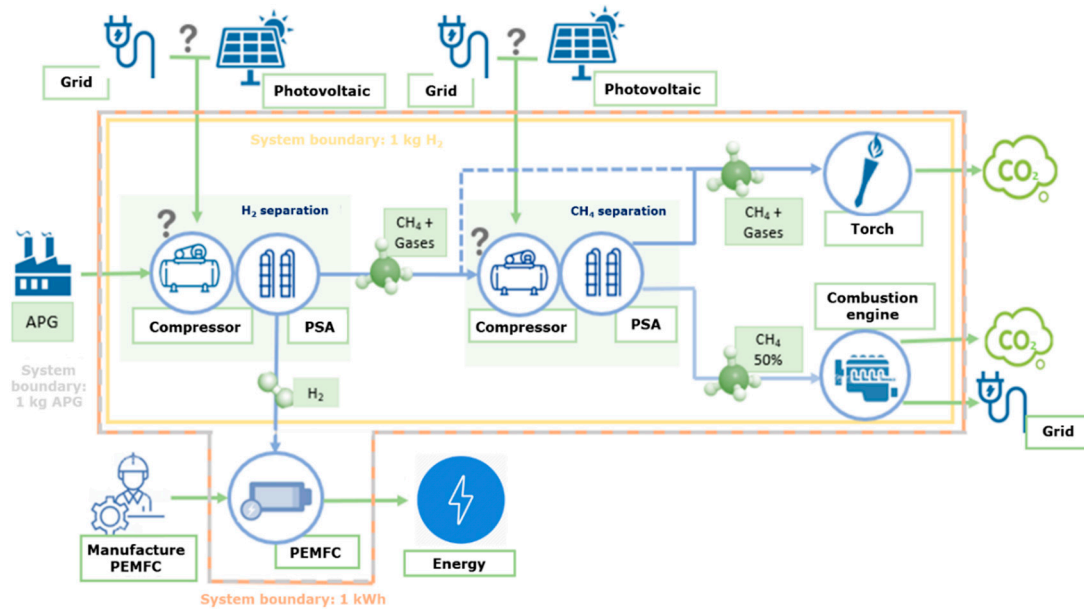 ?
?
Grid
Photovoltaic
Grid
Photovoltaic
System boundary: 1 kg H₂
CO₂
H₂ separation
CH₄ separation
?
CH₄ +
Gases
?
CH₄ +
Gases
Torch
APG
Compressor
PSA
Compressor
PSA
Combustion
engine
System
boundary:
1 kg APG
H₂
CH₄
50%
CO₂
Grid
Manufacture
PEMFC
PEMFC
Energy
System boundary: 1 kWh